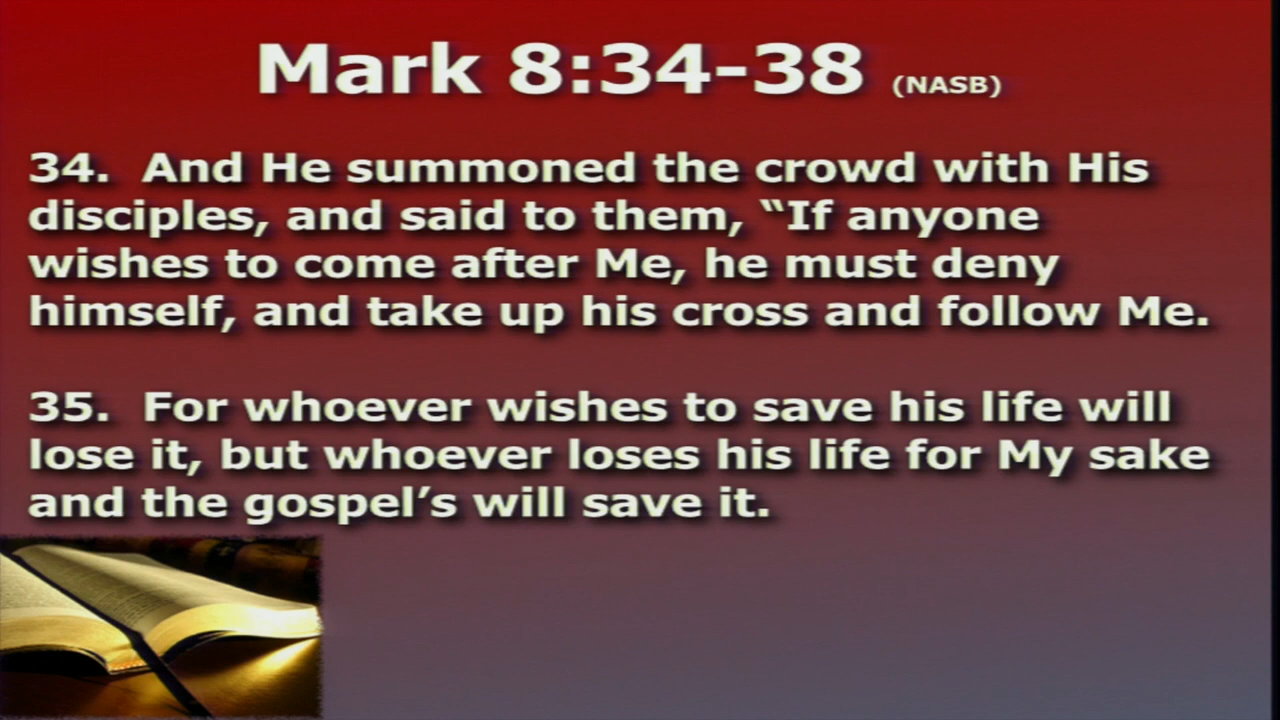 Mark 8:34-38 (NASB)
34. And He summoned the crowd with His
disciples, and said to them, “If anyone
wishes to come after Me, he must deny
himself, and take up his cross and follow Me.
35. For whoever wishes to save his life will
lose it, but whoever loses his life for My sake
and the gospel’s will save it.